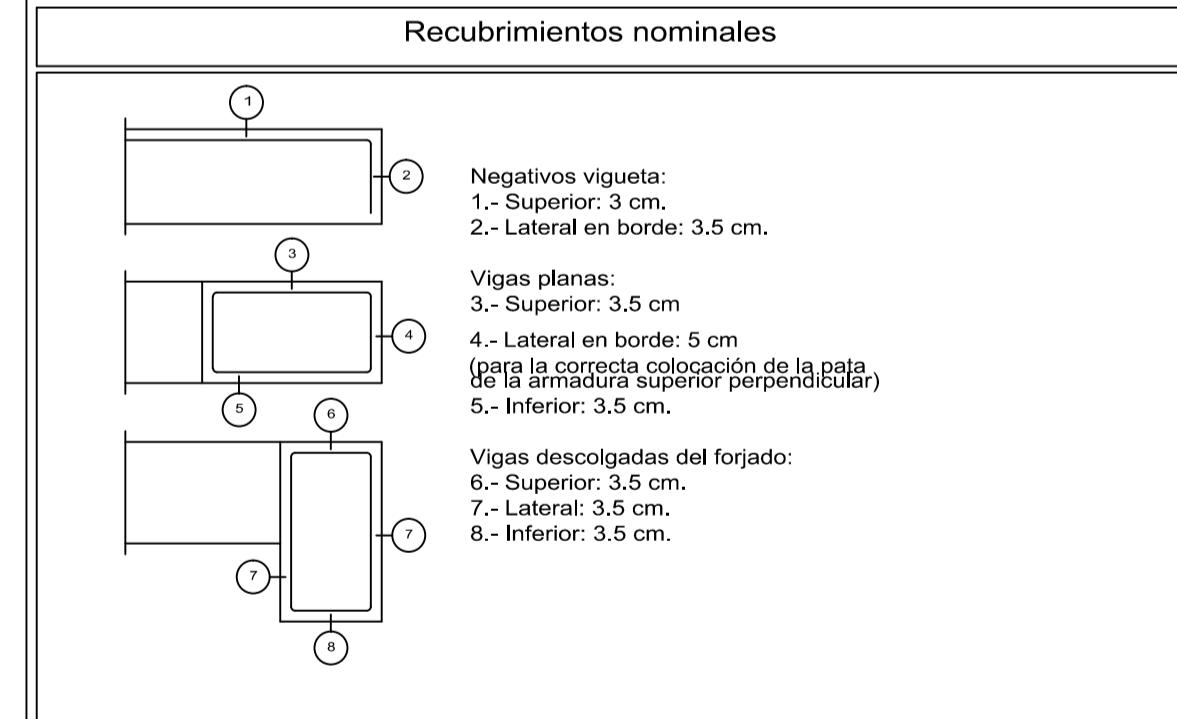 Recubrimientos nominales
1
2
Negativos vigueta:
1.- Superior: 3 cm.
2.- Lateral en borde: 3.5 cm.
3
4
5
Vigas planas:
3.- Superior: 3.5 cm
4.- Lateral en borde: 5 cm
(para la correcta colocación de la pata
de la armadura superior perpendicular)
5.- Inferior: 3.5 cm.
6
7
7
8
Vigas descolgadas del forjado:
6.- Superior: 3.5 cm.
7.- Lateral: 3.5 cm.
8.- Inferior: 3.5 cm.